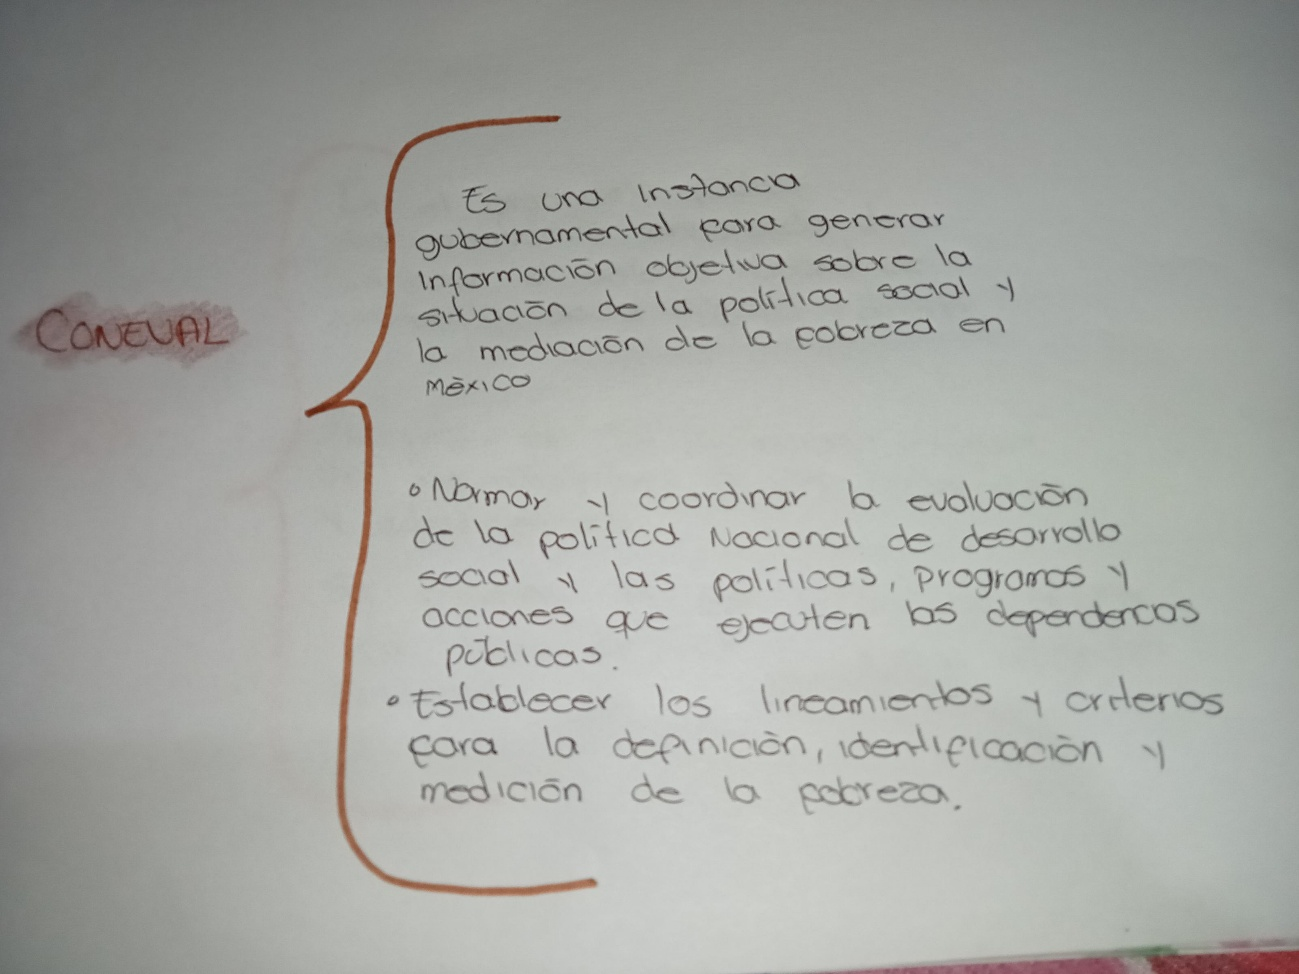 CONEVAL
Es una instancia
gubernamental para generar
información objetiva sobre la
situación de la política social y
la mediación de la pobreza en
México
• Normar y coordinar la evaluación
de la política Nacional de desarrollo
social y las políticas, programas y
acciones que ejecuten las dependencas
públicas.
• Establecer los lineamientos y criterios
para la definición, identificación y
medición de la pobreza.